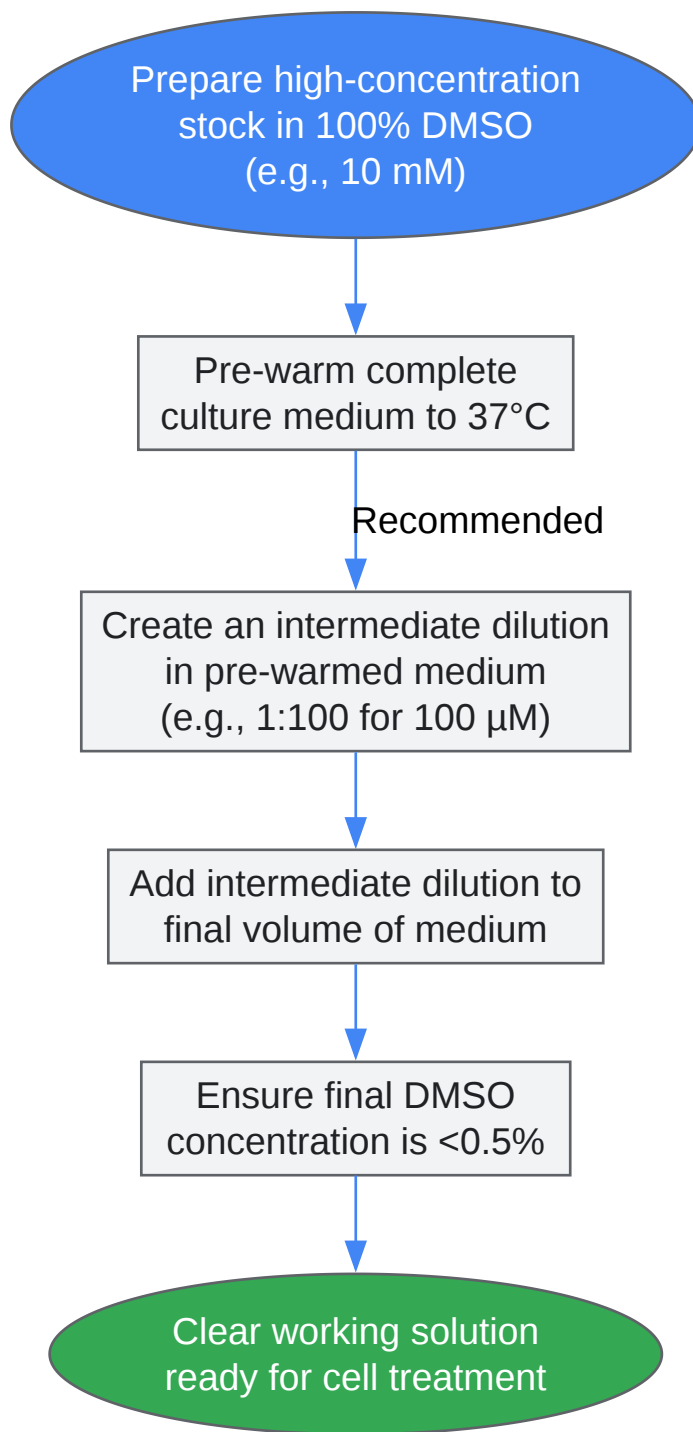 Prepare high-concentration
stock in 100% DMSO
(e.g., 10 mM)
Pre-warm complete
culture medium to 37°C
Recommended
Create an intermediate dilution
in pre-warmed medium
(e.g., 1:100 for 100 µM)
Add intermediate dilution to
final volume of medium
Ensure final DMSO
concentration is <0.5%
Clear working solution
ready for cell treatment